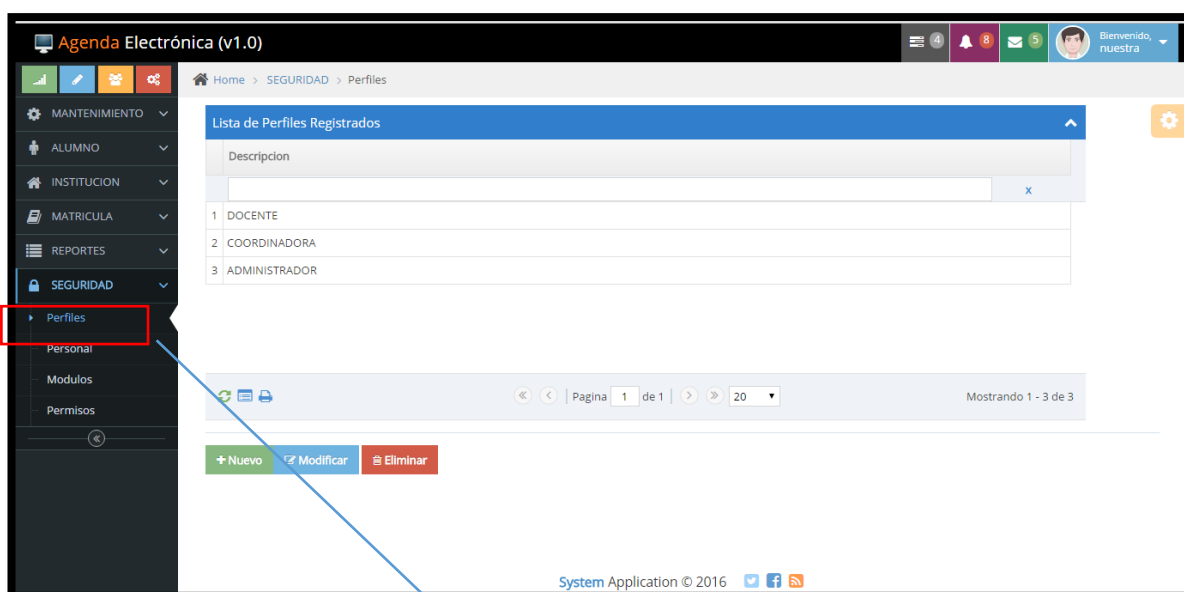 Agenda Electrónica (v1.0)
4
8
5
Bienvenido,
nuestra
Home > SEGURIDAD > Perfiles
MANTENIMIENTO
ALUMNO
INSTITUCION
MATRICULA
REPORTES
SEGURIDAD
Perfiles
Personal
Modulos
Permisos
Lista de Perfiles Registrados
Descripcion
x
1 DOCENTE
2 COORDINADORA
3 ADMINISTRADOR
Pagina 1 de 1 20
Mostrando 1 - 3 de 3
+ Nuevo Modificar Eliminar
System Application © 2016